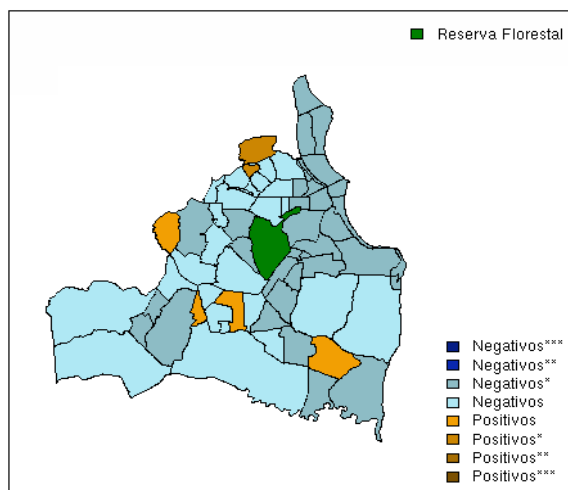 Reserva Florestal
Negativos***
Negativos**
Negativos*
Negativos
Positivos
Positivos*
Positivos**
Positivos***